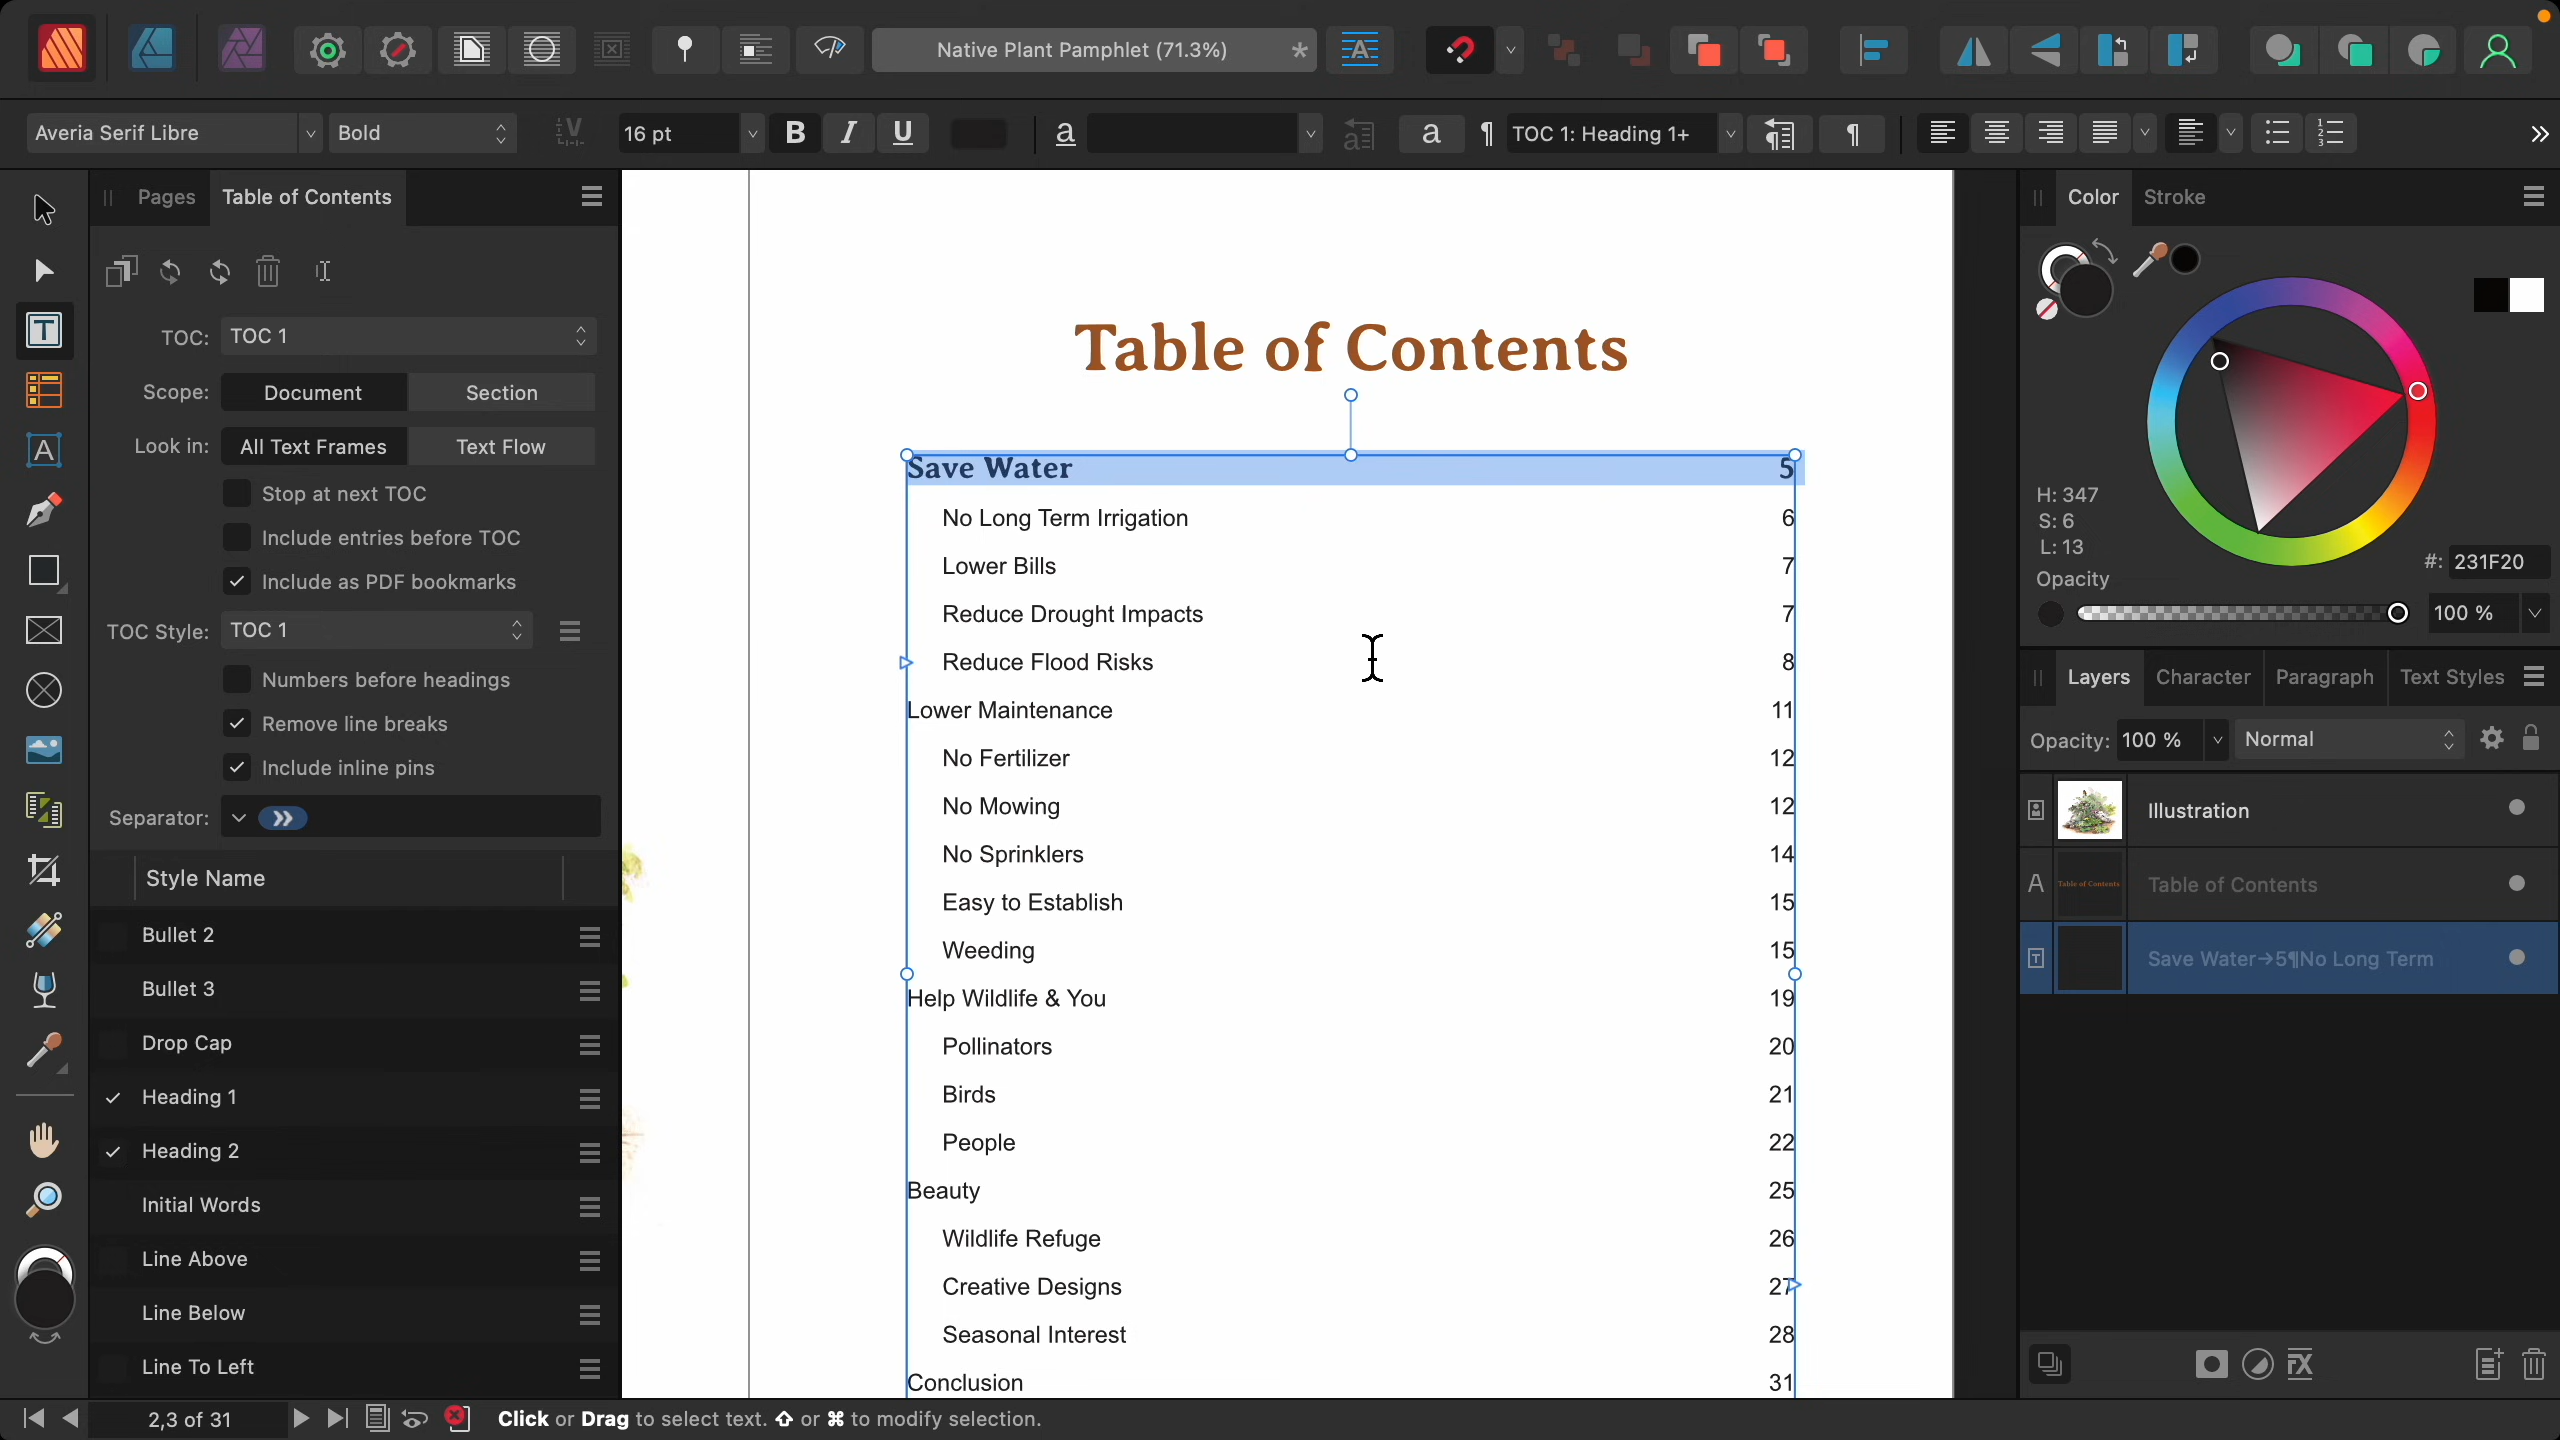 Native Plant Pamphlet (71.3%) *
Averia Serif Libre Bold 16 pt B I U a a ¶ TOC 1: Heading 1+ ¶
Pages Table of Contents
TOC: TOC 1
Scope: Document Section
Look in: All Text Frames Text Flow
Stop at next TOC
Include entries before TOC
Include as PDF bookmarks
TOC Style: TOC 1
Numbers before headings
Remove line breaks
Include inline pins
Separator:
Style Name
Bullet 2
Bullet 3
Drop Cap
Heading 1
Heading 2
Initial Words
Line Above
Line Below
Line To Left
Table of Contents
Save Water 5
No Long Term Irrigation 6
Lower Bills 7
Reduce Drought Impacts 7
Reduce Flood Risks 8
Lower Maintenance 11
No Fertilizer 12
No Mowing 12
No Sprinklers 14
Easy to Establish 15
Weeding 15
Help Wildlife & You 19
Pollinators 20
Birds 21
People 22
Beauty 25
Wildlife Refuge 26
Creative Designs 27
Seasonal Interest 28
Conclusion 31
Color Stroke
H: 347
S: 6
L: 13
#: 231F20
Opacity
100 %
Layers Character Paragraph Text Styles
Opacity: 100 % Normal
Illustration
A Table of Contents Table of Contents
Save Water→5¶No Long Term
2,3 of 31 Click or Drag to select text. ⇧ or ⌘ to modify selection.